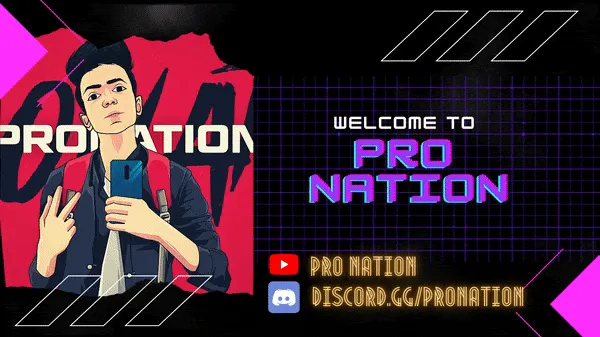 PRONATION
WELCOME TO
PRO
NATION
PRO NATION
DISCORD.GG/PRONATION